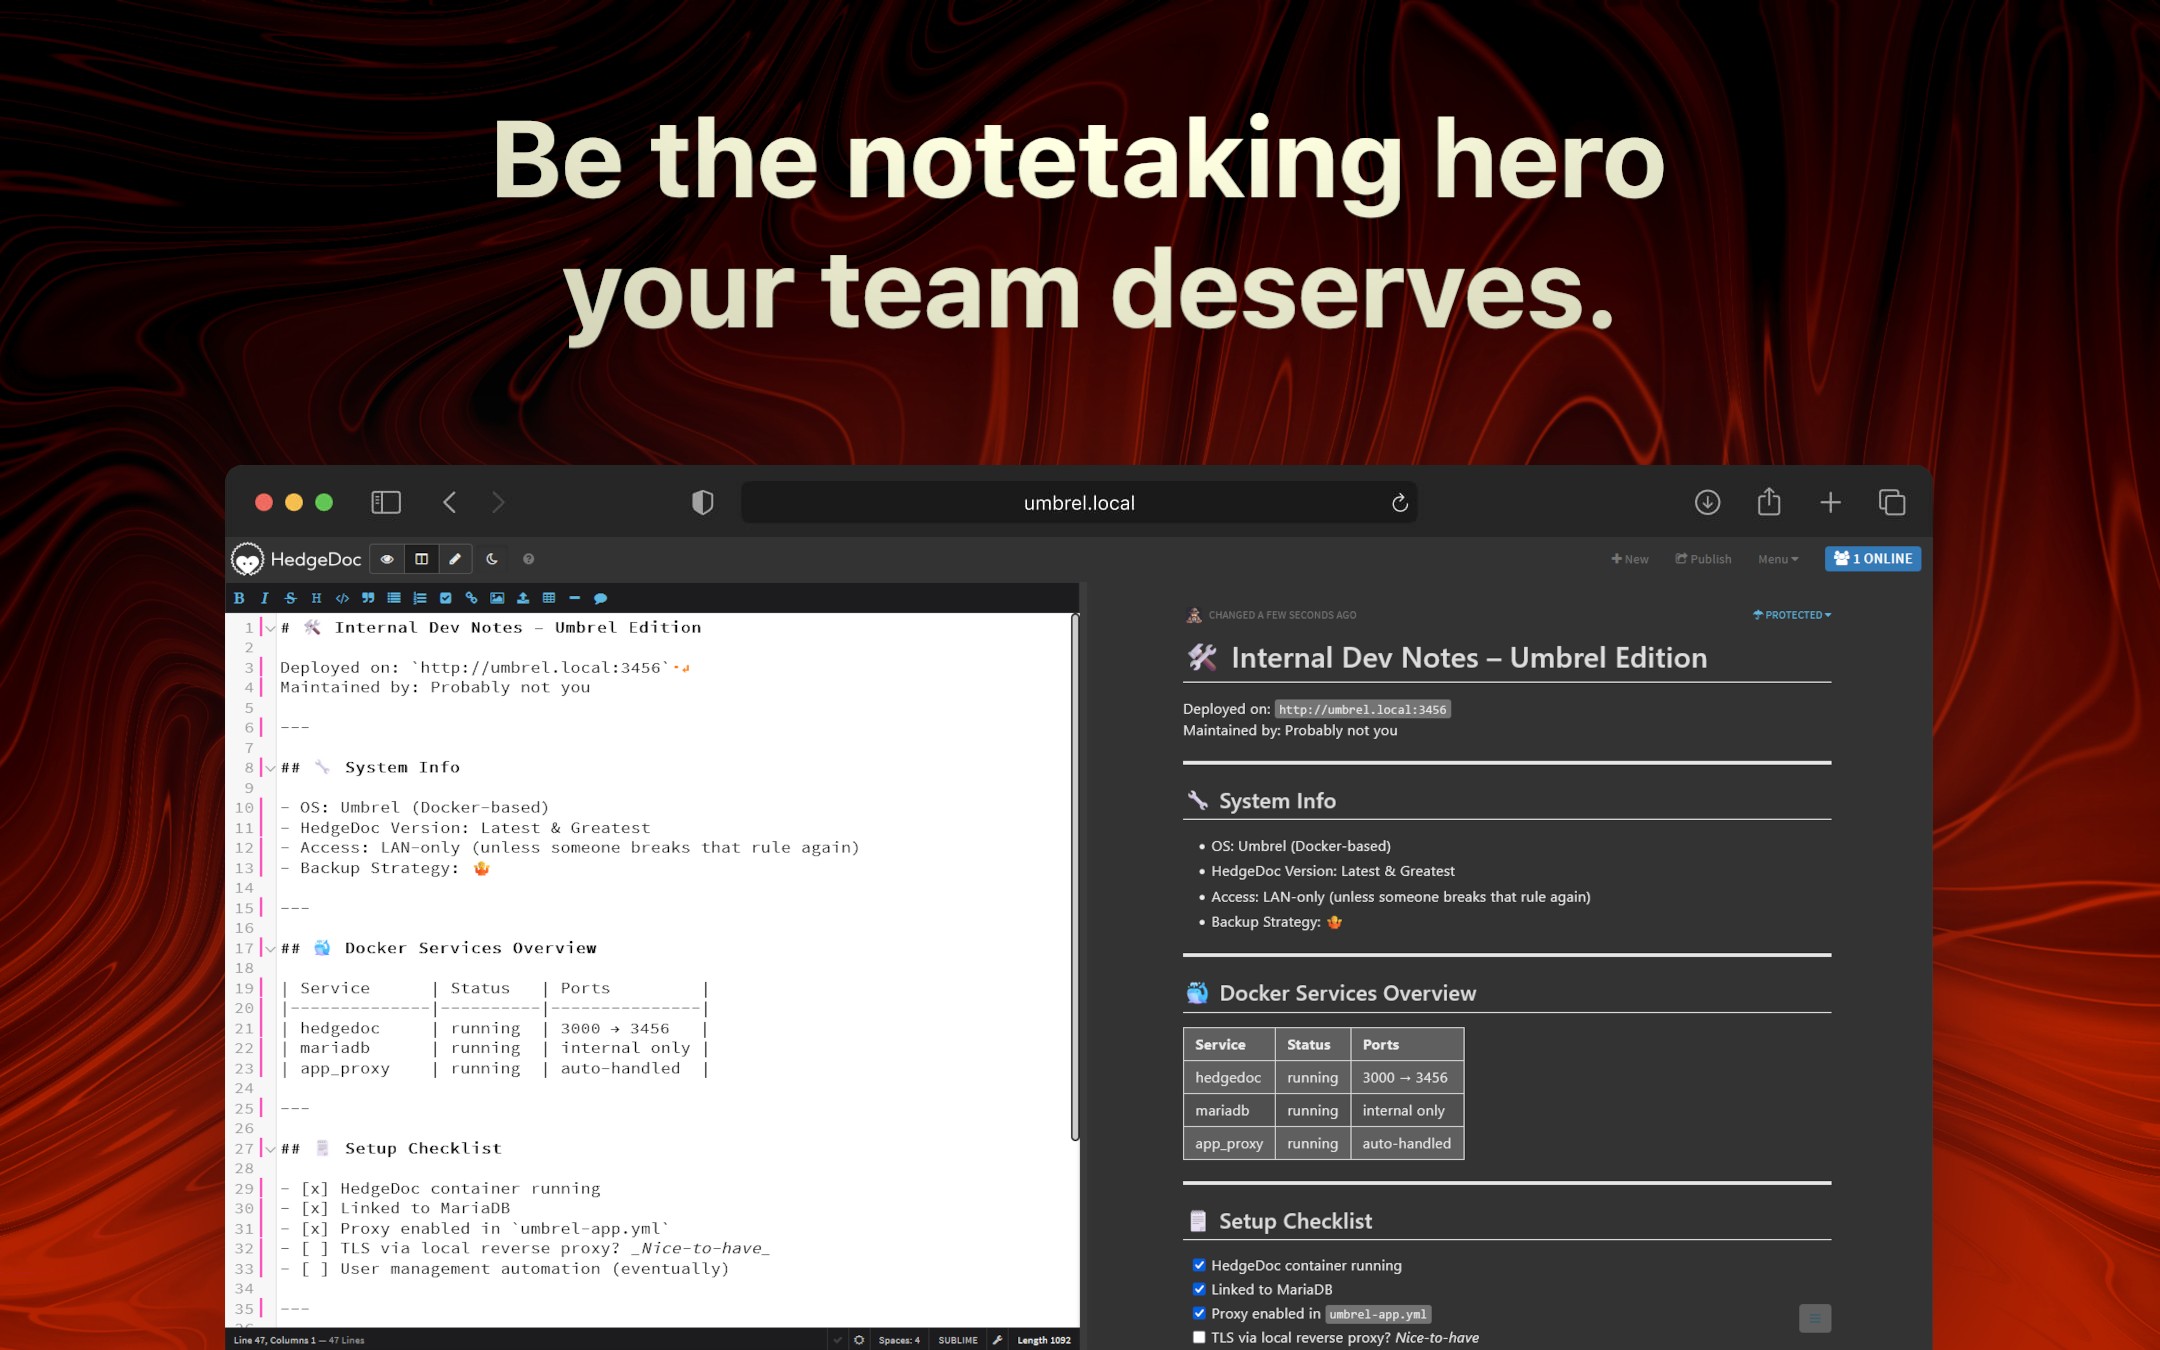 Be the notetaking hero
your team deserves.
umbrel.local
HedgeDoc
+ New
Publish
Menu
1 ONLINE
B I S H </>
1 # 🛠 Internal Dev Notes – Umbrel Edition
2
3 Deployed on: `http://umbrel.local:3456`
4 Maintained by: Probably not you
5
6 ---
7
8 ## 🔧 System Info
9
10 - OS: Umbrel (Docker-based)
11 - HedgeDoc Version: Latest & Greatest
12 - Access: LAN-only (unless someone breaks that rule again)
13 - Backup Strategy: 🤷
14
15 ---
16
17 ## 🐳 Docker Services Overview
18
19 | Service | Status | Ports |
20 |--------------|----------|---------------|
21 | hedgedoc | running | 3000 → 3456 |
22 | mariadb | running | internal only |
23 | app_proxy | running | auto-handled |
24
25 ---
26
27 ## 🧾 Setup Checklist
28
29 - [x] HedgeDoc container running
30 - [x] Linked to MariaDB
31 - [x] Proxy enabled in `umbrel-app.yml`
32 - [ ] TLS via local reverse proxy? _Nice-to-have_
33 - [ ] User management automation (eventually)
34
35 ---
Line 47, Columns 1 — 47 Lines
Spaces: 4
SUBLIME
Length 1092
CHANGED A FEW SECONDS AGO
PROTECTED
🛠 Internal Dev Notes – Umbrel Edition
Deployed on: http://umbrel.local:3456
Maintained by: Probably not you
🔧 System Info
• OS: Umbrel (Docker-based)
• HedgeDoc Version: Latest & Greatest
• Access: LAN-only (unless someone breaks that rule again)
• Backup Strategy: 🤷
🐳 Docker Services Overview
Service Status Ports
hedgedoc running 3000 → 3456
mariadb running internal only
app_proxy running auto-handled
🧾 Setup Checklist
HedgeDoc container running
Linked to MariaDB
Proxy enabled in umbrel-app.yml
TLS via local reverse proxy? Nice-to-have